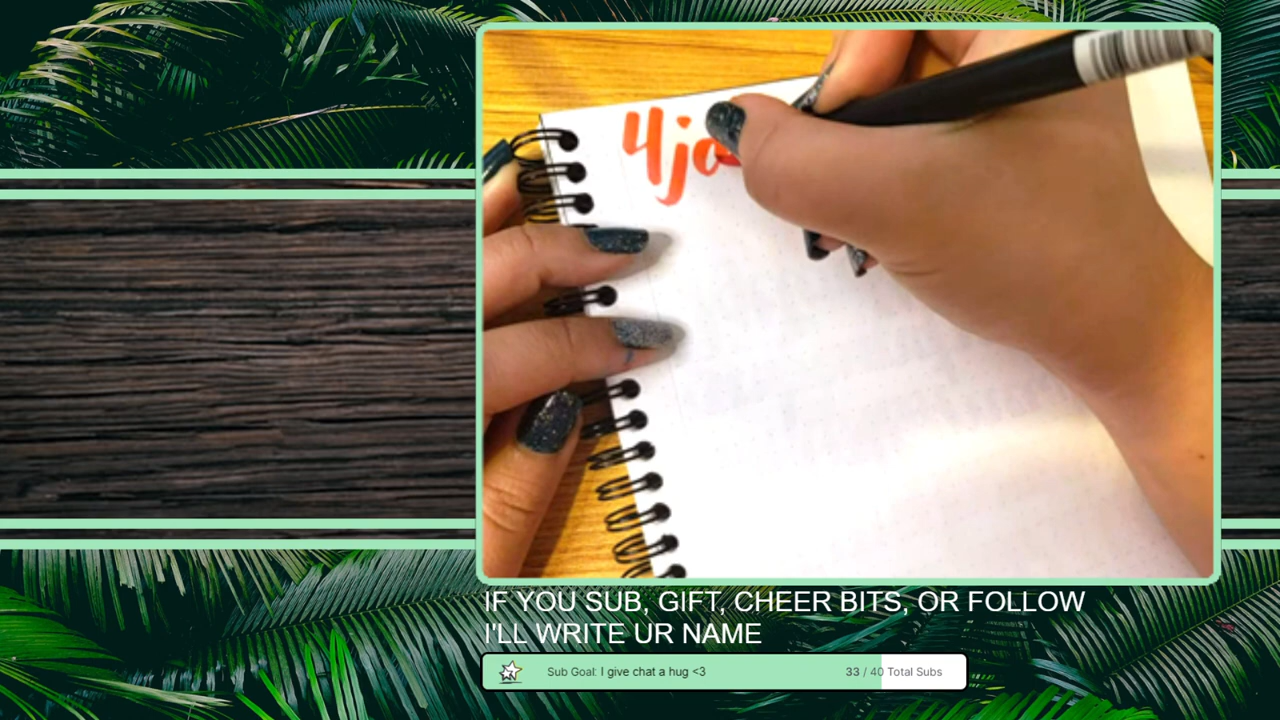 4jo
IF YOU SUB, GIFT, CHEER BITS, OR FOLLOW
I'LL WRITE UR NAME
Sub Goal: I give chat a hug <3 33 / 40 Total Subs